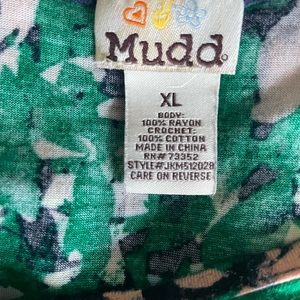 Mudd.
XL
BODY:
100% RAYON
CROCHET:
100% COTTON
MADE IN CHINA
RN# 73352
STYLE#JKM512028
CARE ON REVERSE